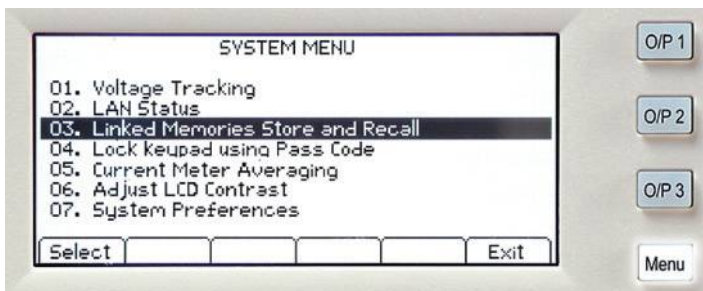 SYSTEM MENU
01. Voltage Tracking
02. LAN Status
03. Linked Memories Store and Recall
04. Lock Keypad using Pass Code
05. Current Meter Averaging
06. Adjust LCD Contrast
07. System Preferences
Select Exit
O/P 1
O/P 2
O/P 3
Menu